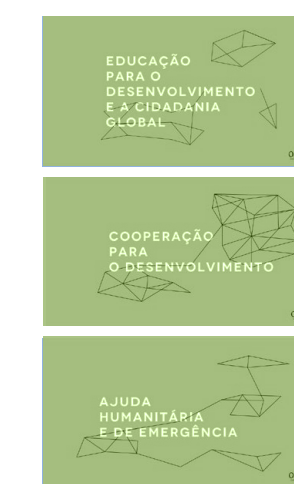 EDUCAÇÃO
PARA O
DESENVOLVIMENTO
E A CIDADANIA
GLOBAL
COOPERAÇÃO
PARA
O DESENVOLVIMENTO
AJUDA
HUMANITÁRIA
E DE EMERGÊNCIA